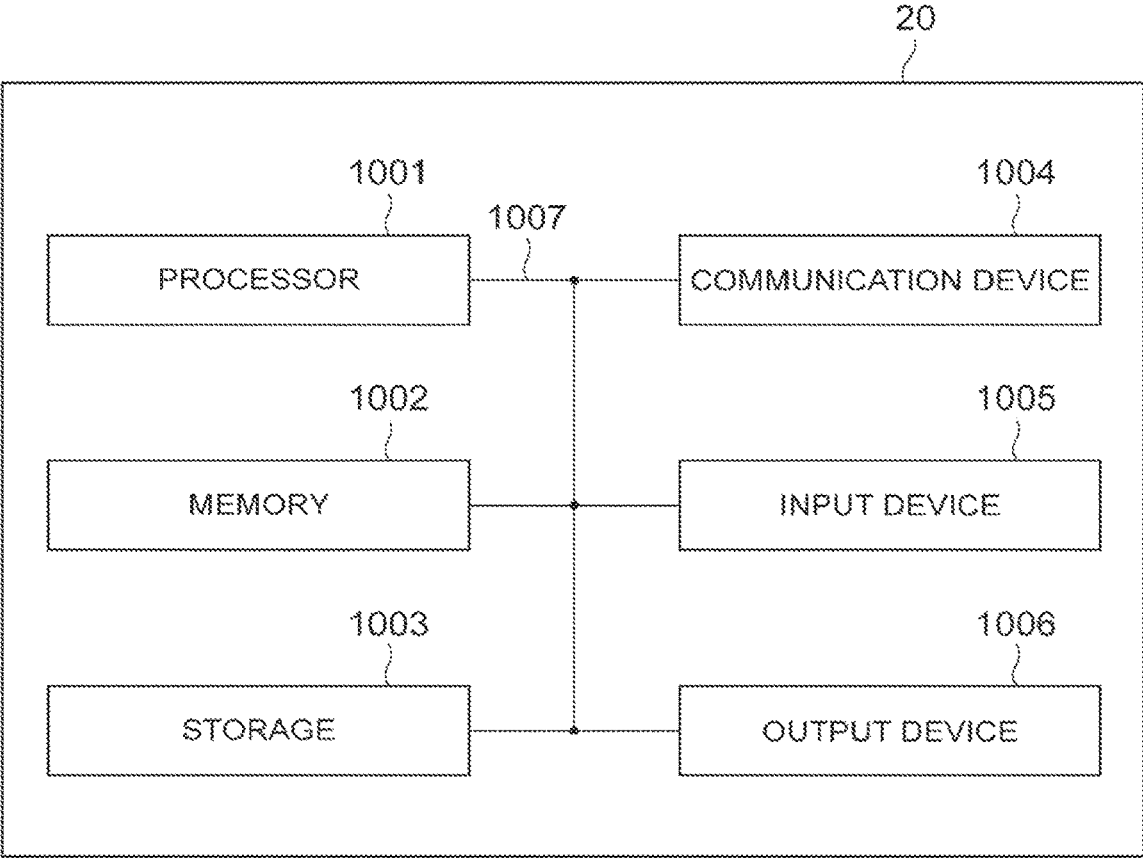 20
1001
1004
1007
PROCESSOR
COMMUNICATION DEVICE
1002
1005
MEMORY
INPUT DEVICE
1003
1006
STORAGE
OUTPUT DEVICE